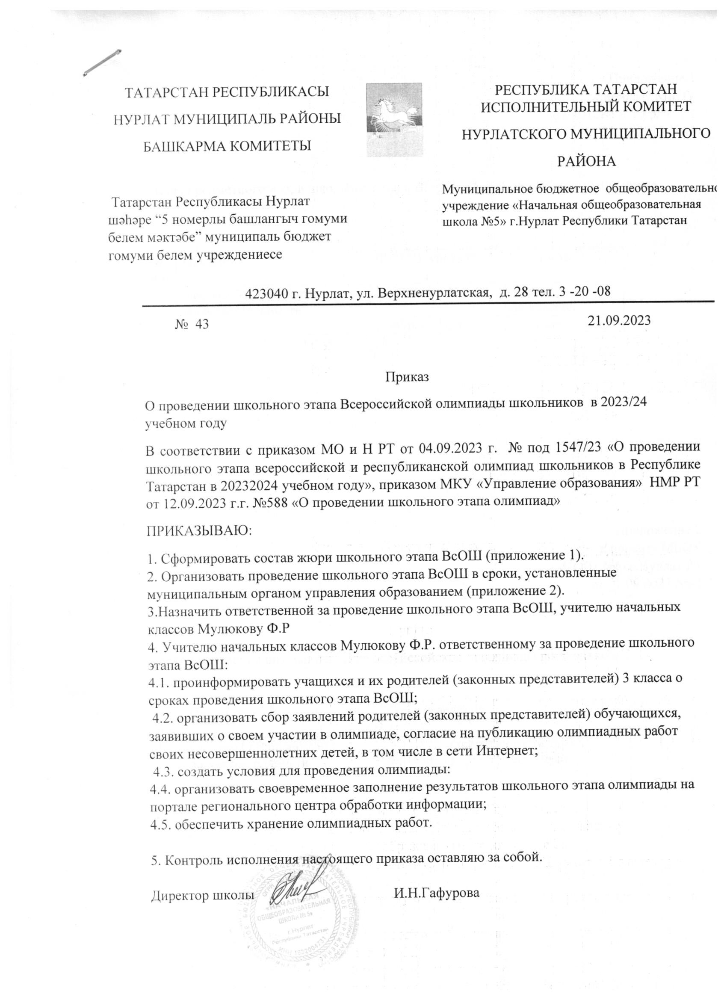 ТАТАРСТАН РЕСПУБЛИКАСЫ
НУРЛАТ МУНИЦИПАЛЬ РАЙОНЫ
БАШКАРМА КОМИТЕТЫ
РЕСПУБЛИКА ТАТАРСТАН
ИСПОЛНИТЕЛЬНЫЙ КОМИТЕТ
НУРЛАТСКОГО МУНИЦИПАЛЬНОГО
РАЙОНА
Татарстан Республикасы Нурлат
шәһәре “5 номерлы башлангыч гомуми
белем мәктәбе” муниципаль бюджет
гомуми белем учреждениесе
Муниципальное бюджетное общеобразовательно
учреждение «Начальная общеобразовательная
школа №5» г.Нурлат Республики Татарстан
423040 г. Нурлат, ул. Верхненурлатская, д. 28 тел. 3 -20 -08
№ 43
21.09.2023
Приказ
О проведении школьного этапа Всероссийской олимпиады школьников в 2023/24
учебном году
В соответствии с приказом МО и Н РТ от 04.09.2023 г. № под 1547/23 «О проведении
школьного этапа всероссийской и республиканской олимпиад школьников в Республике
Татарстан в 20232024 учебном году», приказом МКУ «Управление образования» НМР РТ
от 12.09.2023 г.г. №588 «О проведении школьного этапа олимпиад»
ПРИКАЗЫВАЮ:
1. Сформировать состав жюри школьного этапа ВсОШ (приложение 1).
2. Организовать проведение школьного этапа ВсОШ в сроки, установленные
муниципальным органом управления образованием (приложение 2).
3.Назначить ответственной за проведение школьного этапа ВсОШ, учителю начальных
классов Мулюкову Ф.Р
4. Учителю начальных классов Мулюкову Ф.Р. ответственному за проведение школьного
этапа ВсОШ:
4.1. проинформировать учащихся и их родителей (законных представителей) 3 класса о
сроках проведения школьного этапа ВсОШ;
4.2. организовать сбор заявлений родителей (законных представителей) обучающихся,
заявивших о своем участии в олимпиаде, согласие на публикацию олимпиадных работ
своих несовершеннолетних детей, в том числе в сети Интернет;
4.3. создать условия для проведения олимпиады:
4.4. организовать своевременное заполнение результатов школьного этапа олимпиады на
портале регионального центра обработки информации;
4.5. обеспечить хранение олимпиадных работ.
5. Контроль исполнения настоящего приказа оставляю за собой.
Директор школы
И.Н.Гафурова
«НАЧАЛЬНАЯ
ОБЩЕОБРАЗОВАТЕЛЬНАЯ
ШКОЛА № 5»
г.Нурлат
Республики Татарстан
ИНН 1632004731